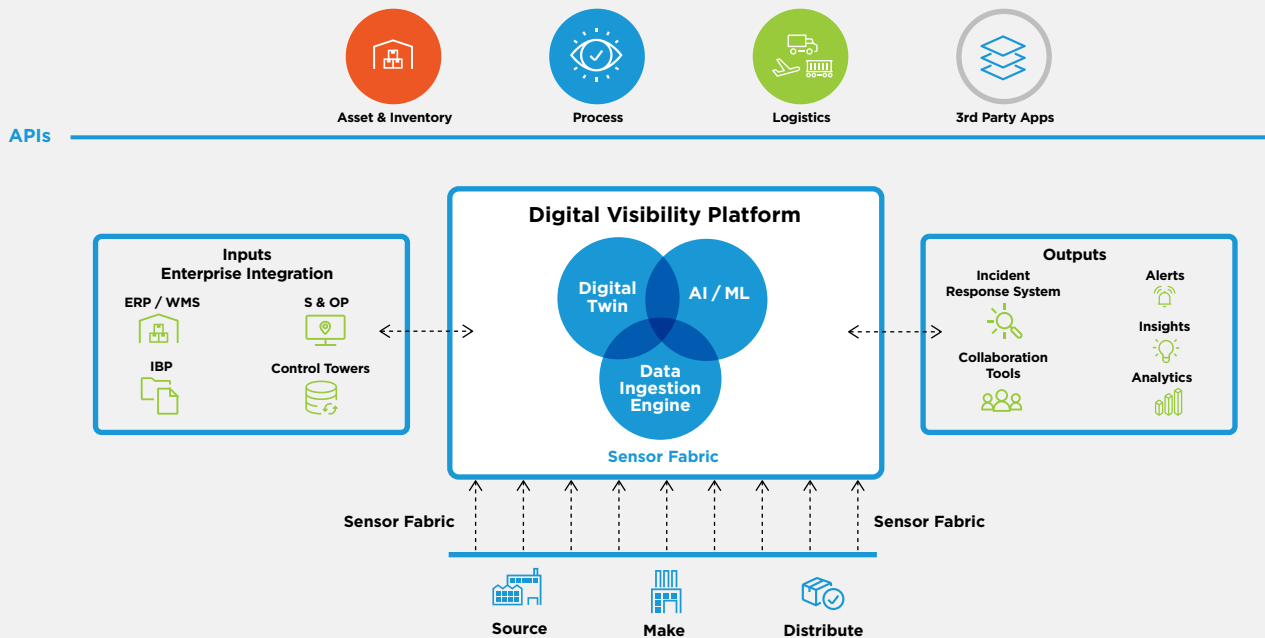 Asset & Inventory
Process
Logistics
3rd Party Apps
APIs
Digital Visibility Platform
Digital
Twin
AI / ML
Data
Ingestion
Engine
Sensor Fabric
Inputs
Enterprise Integration
ERP / WMS
S & OP
IBP
Control Towers
Outputs
Incident
Response System
Alerts
Insights
Collaboration
Tools
Analytics
Sensor Fabric
Sensor Fabric
Source
Make
Distribute